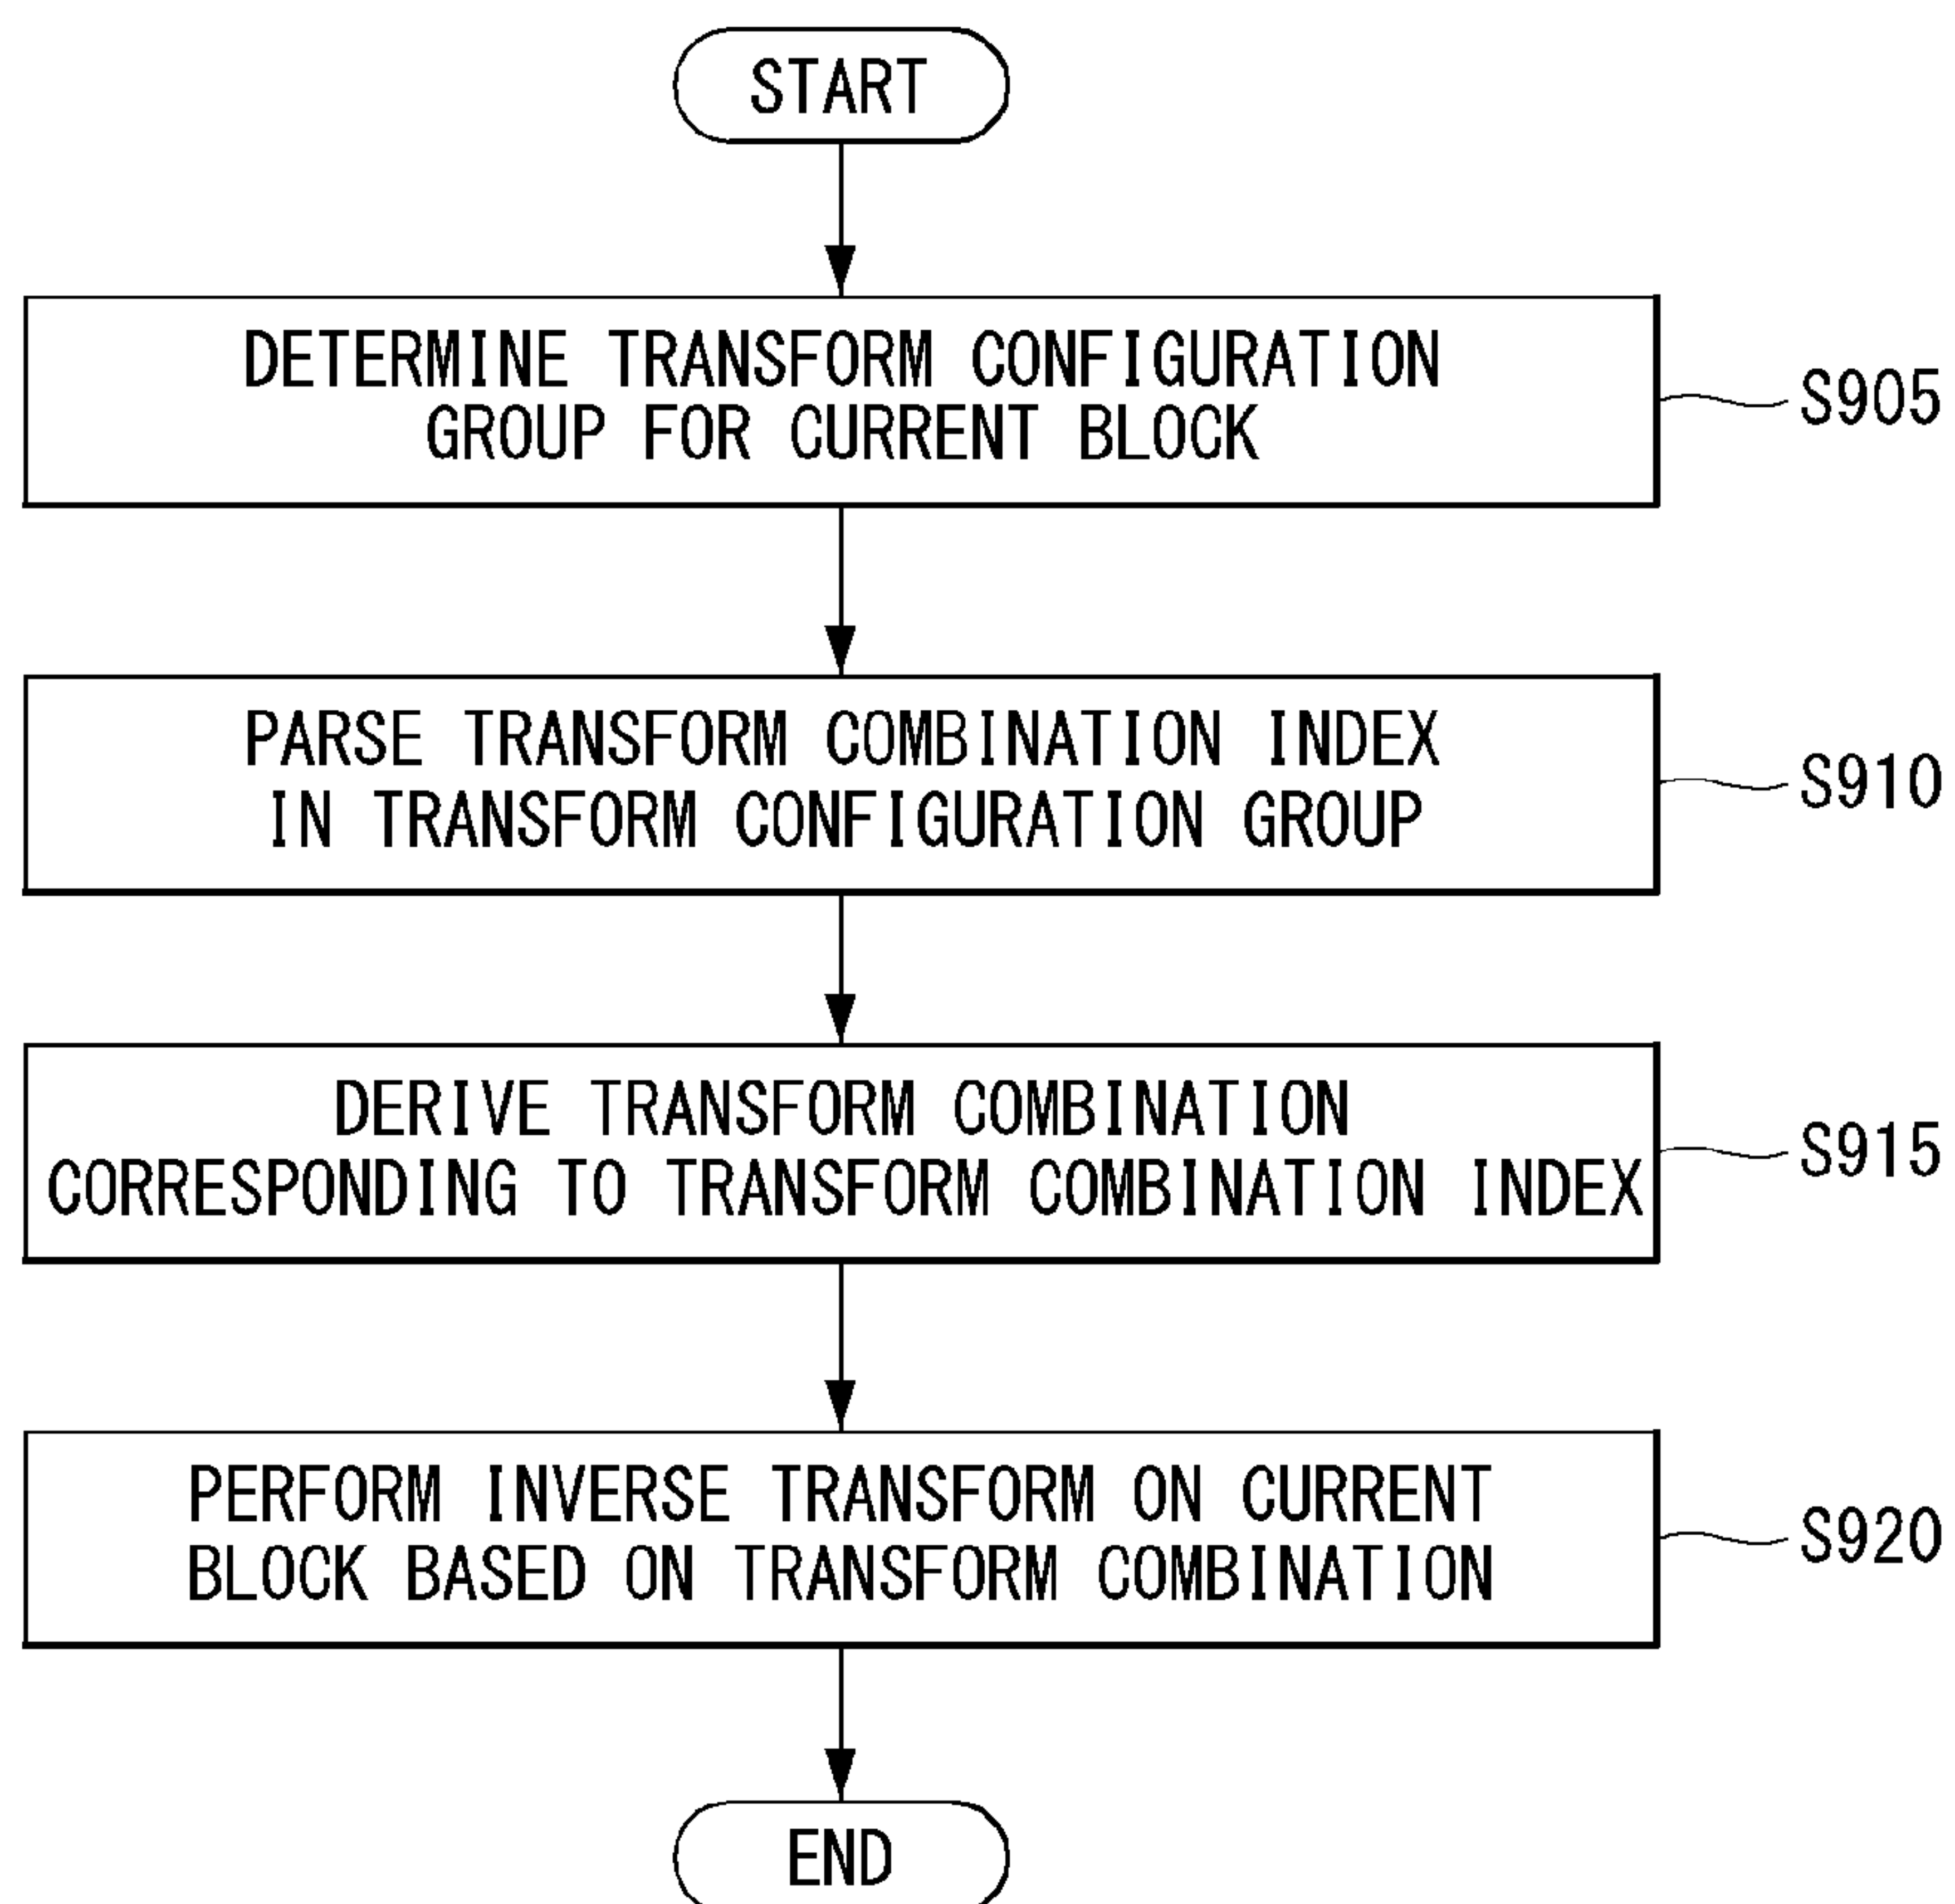 START
DETERMINE TRANSFORM CONFIGURATION
GROUP FOR CURRENT BLOCK
S905
PARSE TRANSFORM COMBINATION INDEX
IN TRANSFORM CONFIGURATION GROUP
S910
DERIVE TRANSFORM COMBINATION
CORRESPONDING TO TRANSFORM COMBINATION INDEX
S915
PERFORM INVERSE TRANSFORM ON CURRENT
BLOCK BASED ON TRANSFORM COMBINATION
S920
END